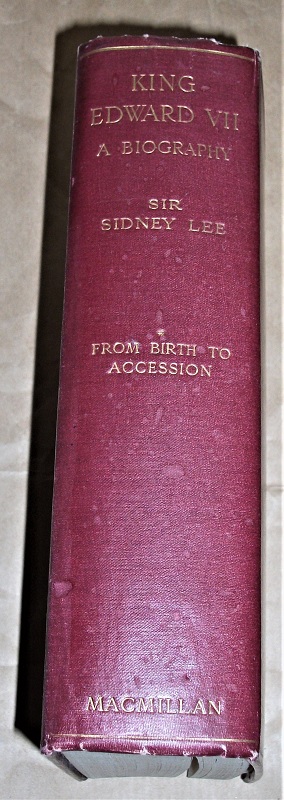 KING
EDWARD VII
A BIOGRAPHY
SIR
SIDNEY LEE
*
FROM BIRTH TO
ACCESSION
MACMILLAN